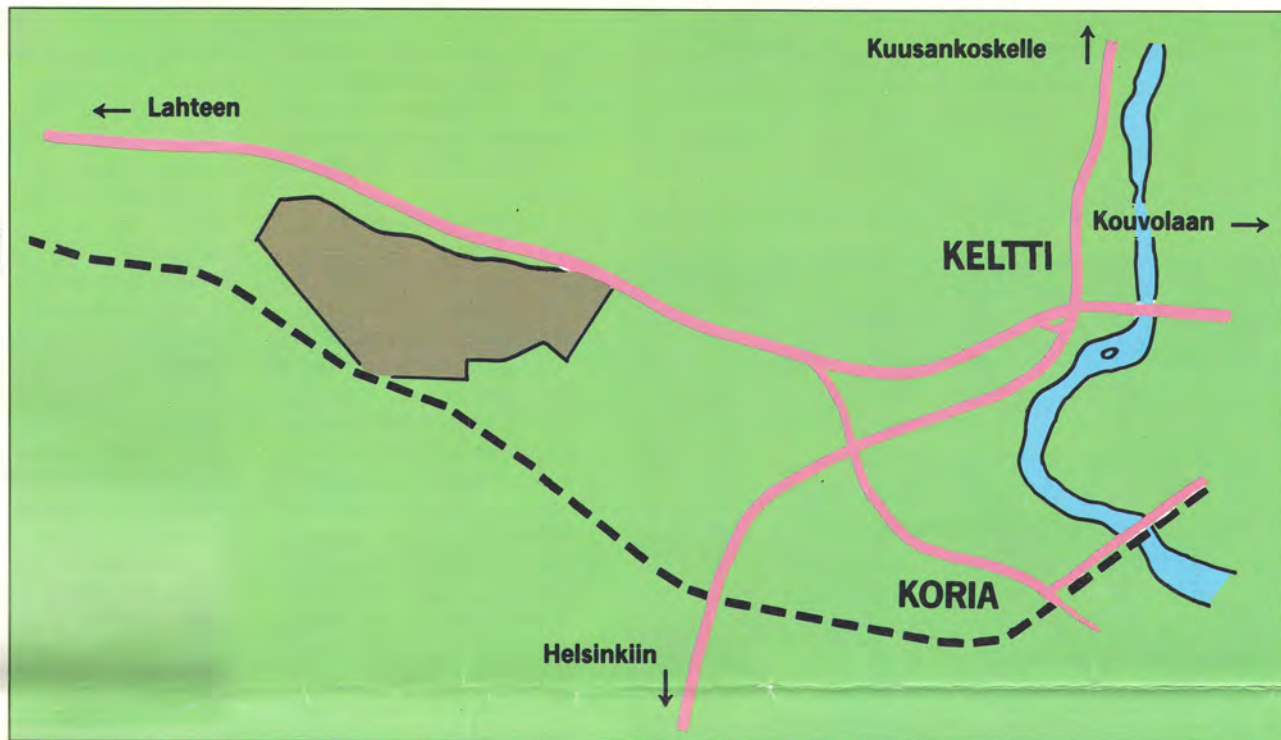 Kuusankoskelle
Lahteen
Kouvolaan
KELTTI
KORIA
Helsinkiin